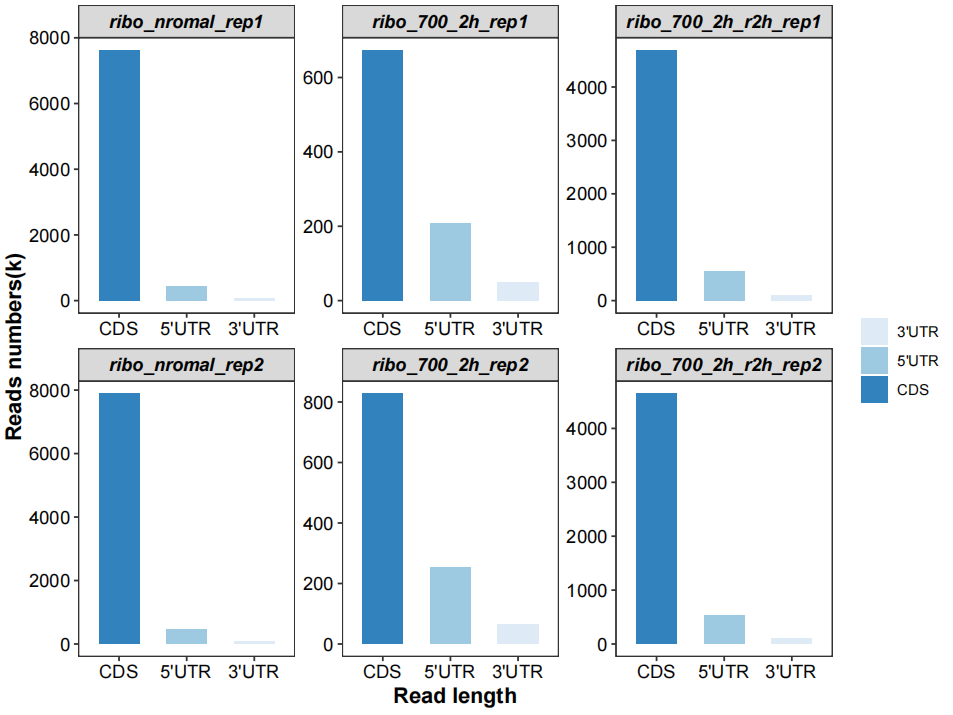 ribo_nromal_rep1
ribo_700_2h_rep1
ribo_700_2h_r2h_rep1
8000
6000
4000
2000
0
600
400
200
0
4000
3000
2000
1000
0
CDS 5'UTR 3'UTR
CDS 5'UTR 3'UTR
CDS 5'UTR 3'UTR
Reads numbers(k)
ribo_nromal_rep2
ribo_700_2h_rep2
ribo_700_2h_r2h_rep2
8000
6000
4000
2000
0
800
600
400
200
0
4000
3000
2000
1000
0
CDS 5'UTR 3'UTR
CDS 5'UTR 3'UTR
CDS 5'UTR 3'UTR
Read length
3'UTR
5'UTR
CDS